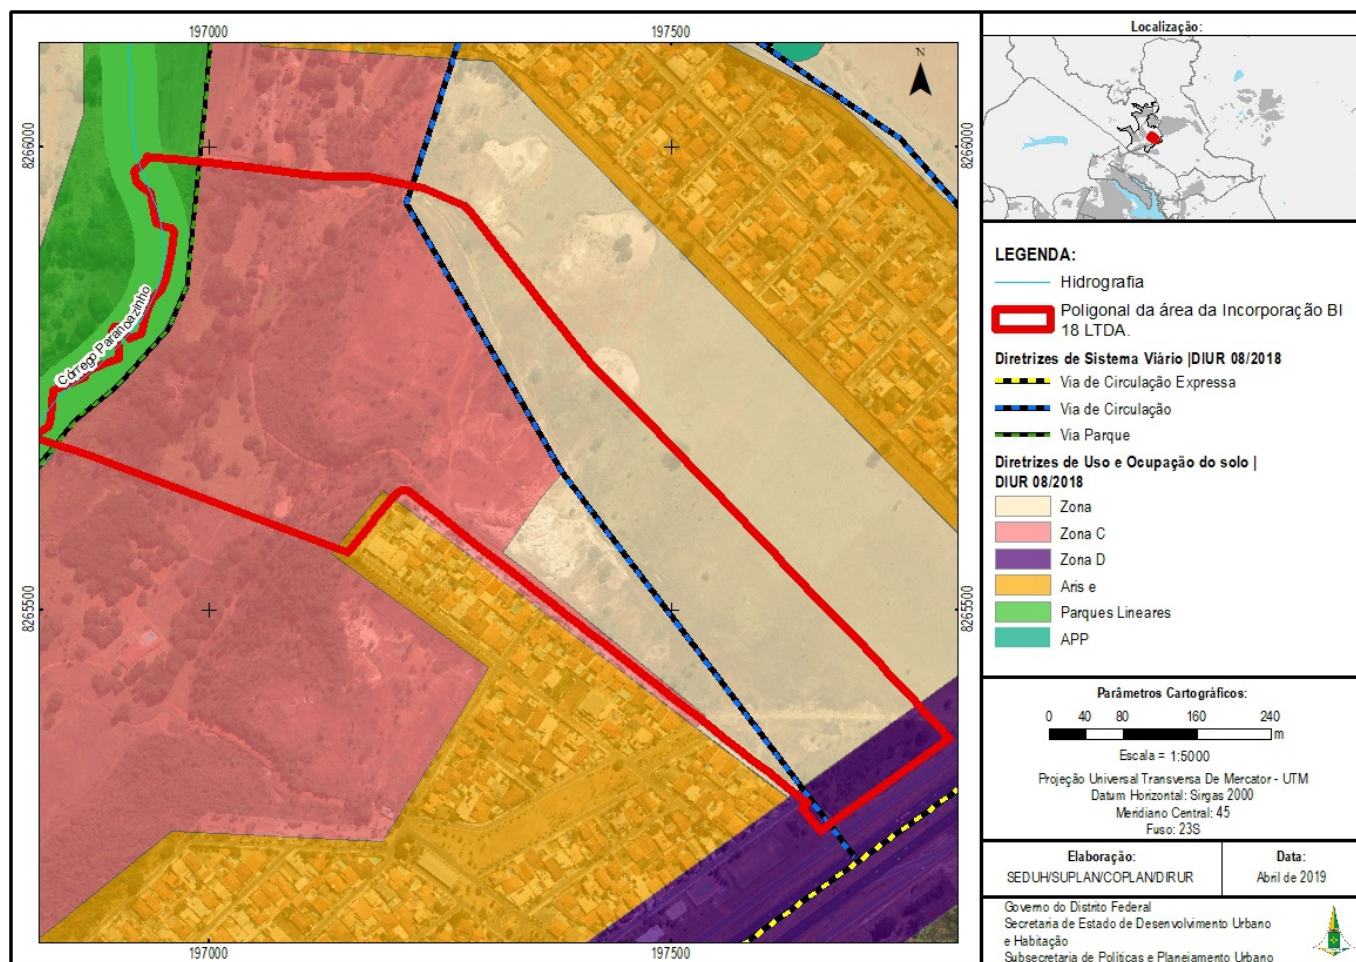 197000
197500
8266000
8265500
8266000
8265500
197000
197500
N
Córrego Paranoazinho
Localização:
LEGENDA:
Hidrografia
Poligonal da área da Incorporação BI
18 LTDA.
Diretrizes de Sistema Viário |DIUR 08/2018
Via de Circulação Expressa
Via de Circulação
Via Parque
Diretrizes de Uso e Ocupação do solo |
DIUR 08/2018
Zona
Zona C
Zona D
Aris e
Parques Lineares
APP
Parâmetros Cartográficos:
0 40 80 160 240
m
Escala = 1:5000
Projeção Universal Transversa De Mercator - UTM
Datum Horizontal: Sirgas 2000
Meridiano Central: 45
Fuso: 23S
Elaboração:
SEDUH/SUPLAN/COPLAN/DIRUR
Data:
Abril de 2019
Governo do Distrito Federal
Secretaria de Estado de Desenvolvimento Urbano
e Habitação
Subsecretaria de Políticas e Planejamento Urbano